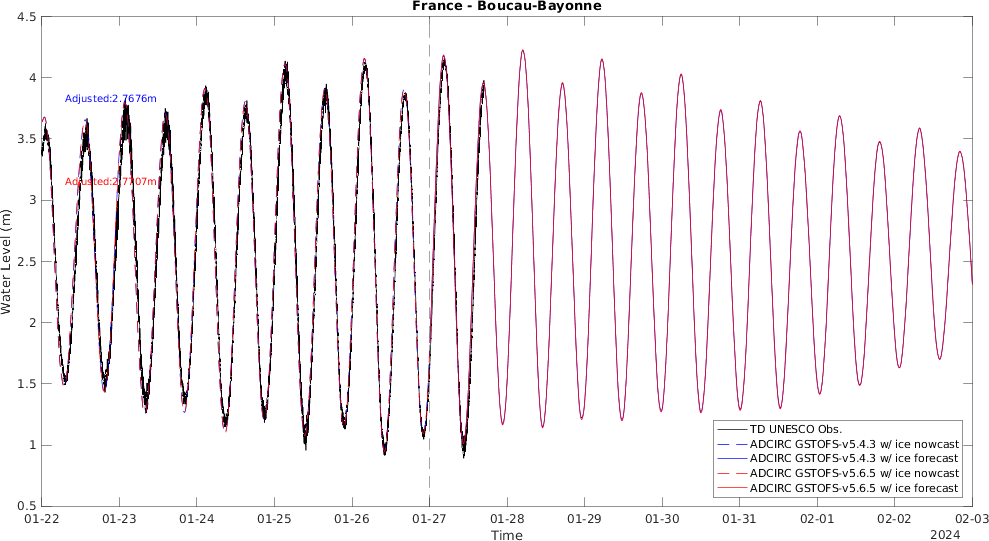 France - Boucau-Bayonne
4.5
4
3.5
3
2.5
2
1.5
1
0.5
Water Level (m)
Adjusted:2.7676m
Adjusted:2.7707m
TD UNESCO Obs.
ADCIRC GSTOFS-v5.4.3 w/ ice nowcast
ADCIRC GSTOFS-v5.4.3 w/ ice forecast
ADCIRC GSTOFS-v5.6.5 w/ ice nowcast
ADCIRC GSTOFS-v5.6.5 w/ ice forecast
01-22 01-23 01-24 01-25 01-26 01-27 01-28 01-29 01-30 01-31 02-01 02-02 02-03
Time
2024